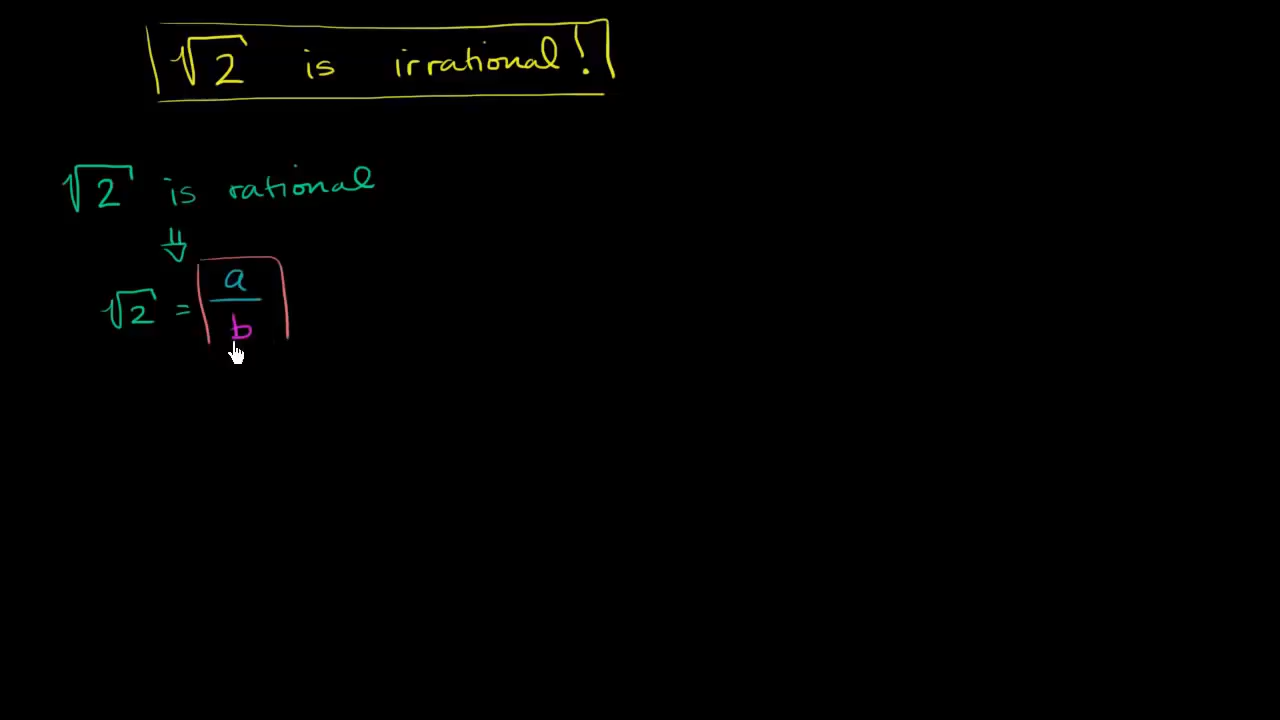 √2 is irrational!
√2 is rational
⇓
√2 = a/b